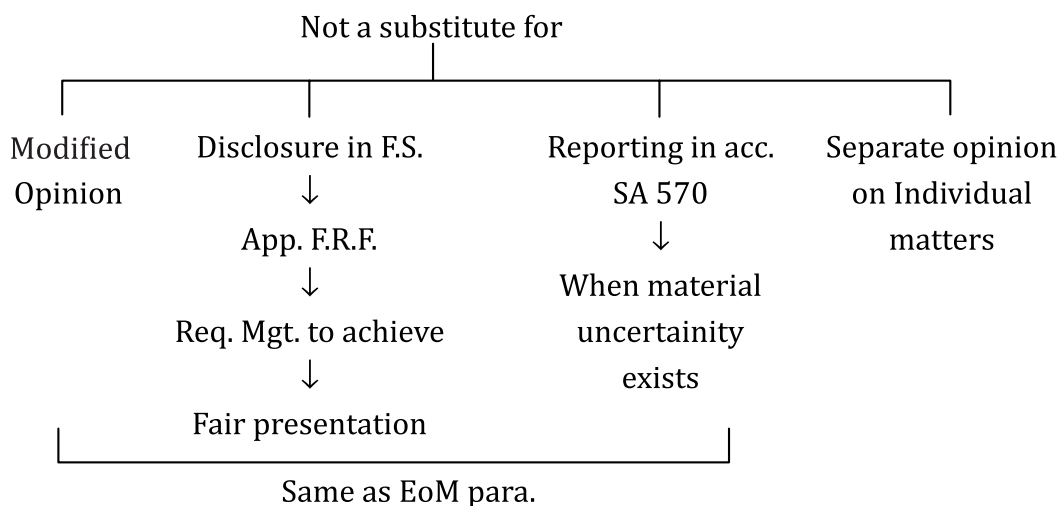 Not a substitute for
Modified
Opinion
Disclosure in F.S.
↓
App. F.R.F.
↓
Req. Mgt. to achieve
↓
Fair presentation
Reporting in acc.
SA 570
↓
When material
uncertainity
exists
Separate opinion
on Individual
matters
Same as EoM para.